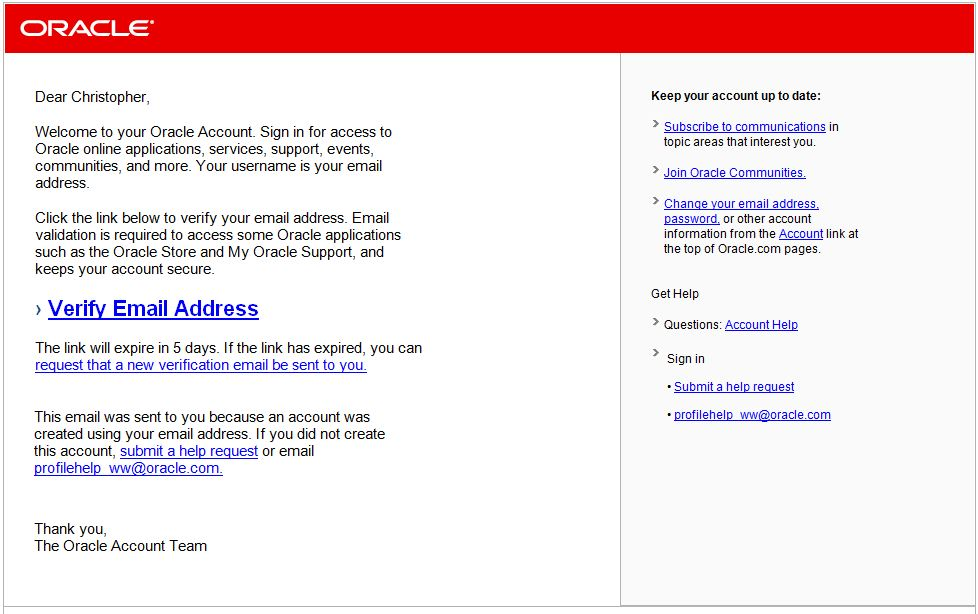 ORACLE®
Dear Christopher,
Welcome to your Oracle Account. Sign in for access to
Oracle online applications, services, support, events,
communities, and more. Your username is your email
address.
Click the link below to verify your email address. Email
validation is required to access some Oracle applications
such as the Oracle Store and My Oracle Support, and
keeps your account secure.
› Verify Email Address
The link will expire in 5 days. If the link has expired, you can
request that a new verification email be sent to you.
This email was sent to you because an account was
created using your email address. If you did not create
this account, submit a help request or email
profilehelp_ww@oracle.com.
Thank you,
The Oracle Account Team
Keep your account up to date:
Subscribe to communications in
topic areas that interest you.
Join Oracle Communities.
Change your email address,
password, or other account
information from the Account link at
the top of Oracle.com pages.
Get Help
Questions: Account Help
Sign in
• Submit a help request
• profilehelp_ww@oracle.com